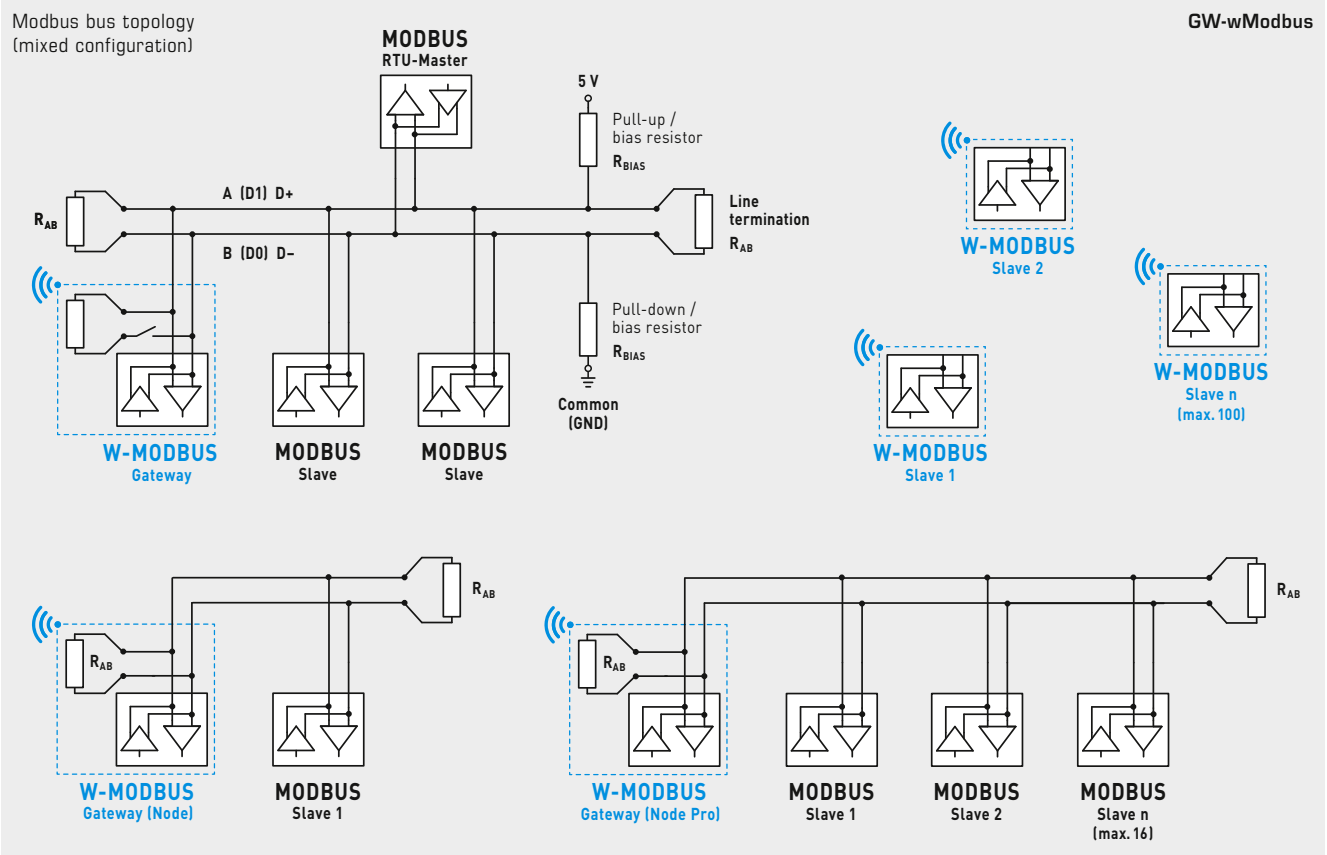 Modbus bus topology
(mixed configuration)
GW-wModbus
MODBUS
RTU-Master
5 V
Pull-up /
bias resistor
RBIAS
A (D1) D+
B (D0) D–
RAB
Line
termination
RAB
Pull-down /
bias resistor
RBIAS
Common
(GND)
W-MODBUS
Gateway
MODBUS
Slave
MODBUS
Slave
W-MODBUS
Slave 2
W-MODBUS
Slave n
(max. 100)
W-MODBUS
Slave 1
RAB
RAB
W-MODBUS
Gateway (Node)
MODBUS
Slave 1
RAB
RAB
W-MODBUS
Gateway (Node Pro)
MODBUS
Slave 1
MODBUS
Slave 2
MODBUS
Slave n
(max. 16)